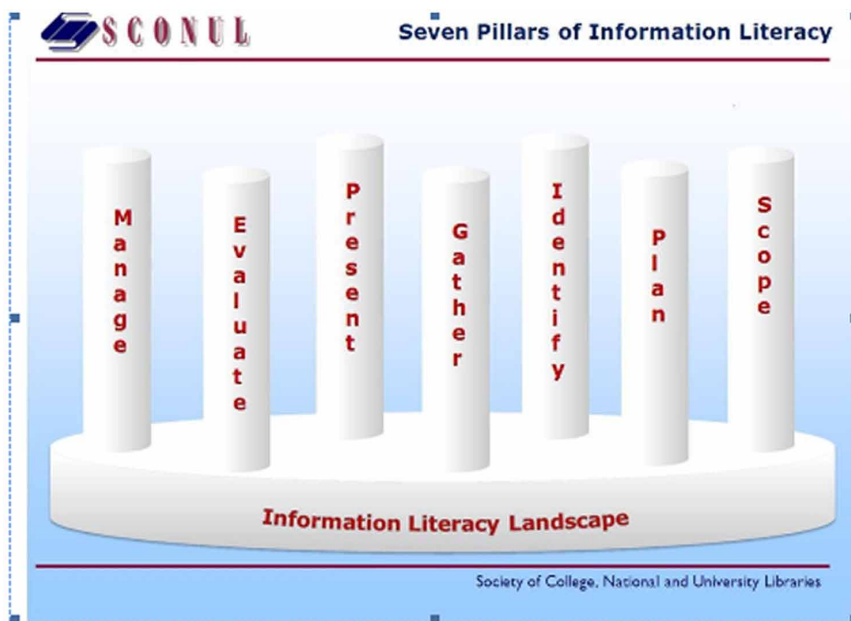 SCONUL
Seven Pillars of Information Literacy
Manage
Evaluate
Present
Gather
Identify
Plan
Scope
Information Literacy Landscape
Society of College, National and University Libraries